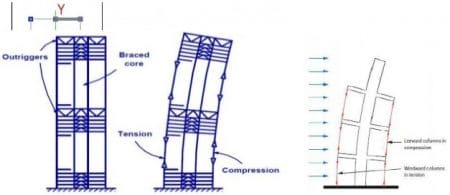 Y
Outriggers
Braced
core
Tension
Compression
Leeward columns in
compression
Windward columns
in tension